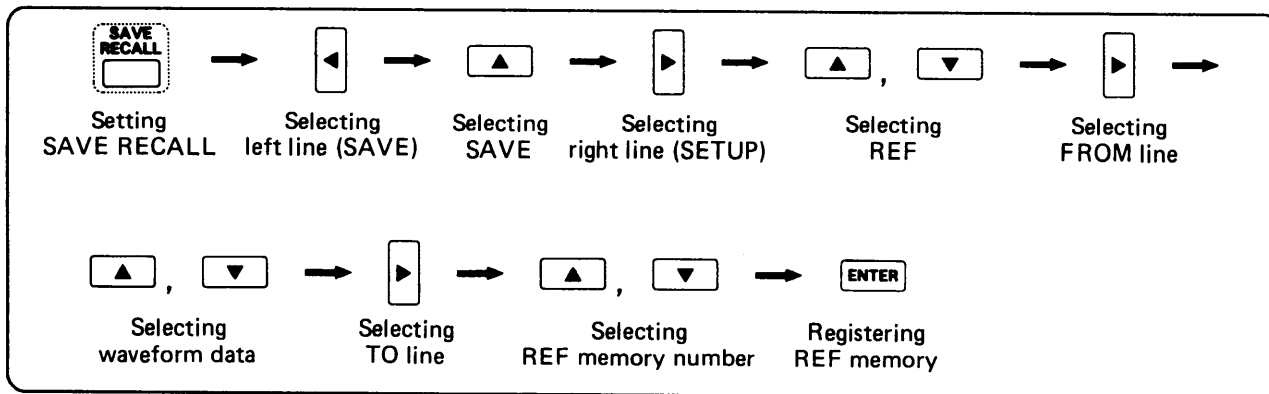 SAVE
RECALL
Setting
SAVE RECALL
Selecting
left line (SAVE)
Selecting
SAVE
Selecting
right line (SETUP)
,
Selecting
REF
Selecting
FROM line
,
Selecting
waveform data
Selecting
TO line
,
Selecting
REF memory number
ENTER
Registering
REF memory